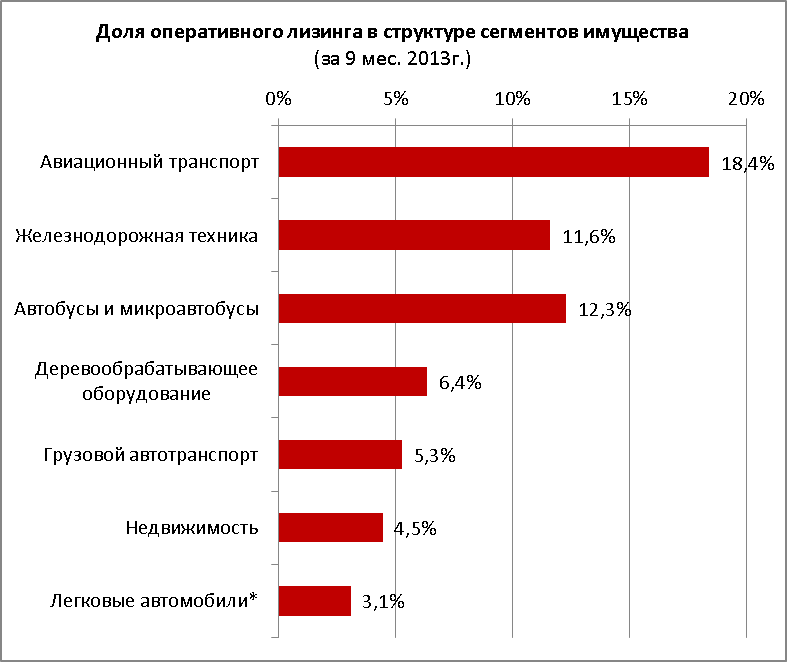 Доля оперативного лизинга в структуре сегментов имущества
(за 9 мес. 2013г.)
0% 5% 10% 15% 20%
Авиационный транспорт 18,4%
Железнодорожная техника 11,6%
Автобусы и микроавтобусы 12,3%
Деревообрабатывающее
оборудование 6,4%
Грузовой автотранспорт 5,3%
Недвижимость 4,5%
Легковые автомобили* 3,1%